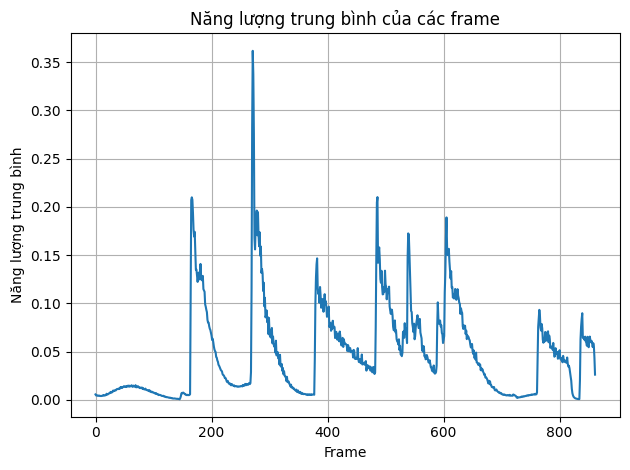 Năng lượng trung bình của các frame
Năng lượng trung bình
0.35
0.30
0.25
0.20
0.15
0.10
0.05
0.00
0 200 400 600 800
Frame